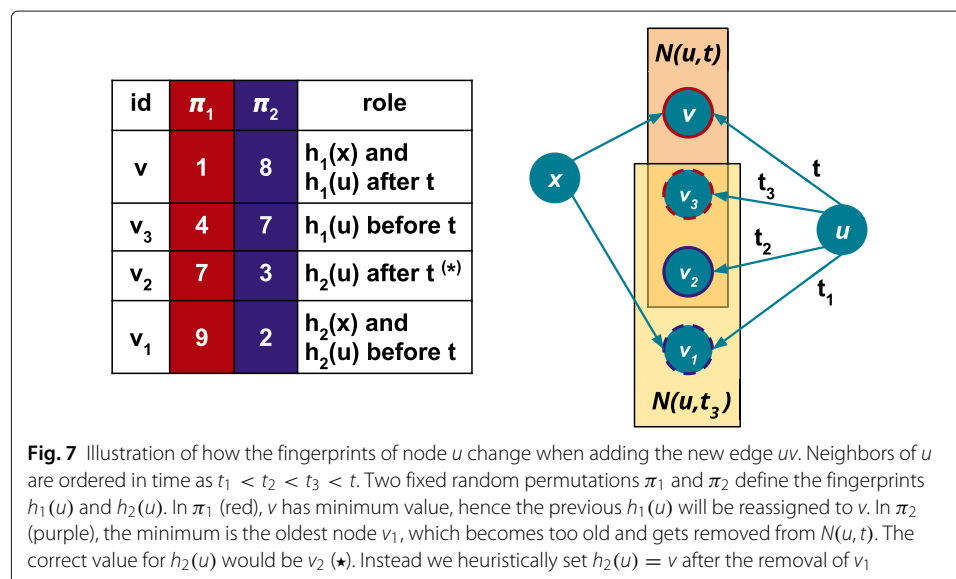 id π₁ π₂ role
v 1 8 h₁(x) and
h₁(u) after t
v₃ 4 7 h₁(u) before t
v₂ 7 3 h₂(u) after t (*)
v₁ 9 2 h₂(x) and
h₂(u) before t
N(u,t)
v
x
v₃
t
t₃
u
v₂
t₂
t₁
v₁
N(u,t₃)
Fig. 7 Illustration of how the fingerprints of node u change when adding the new edge uv. Neighbors of u
are ordered in time as t₁ < t₂ < t₃ < t. Two fixed random permutations π₁ and π₂ define the fingerprints
h₁(u) and h₂(u). In π₁ (red), v has minimum value, hence the previous h₁(u) will be reassigned to v. In π₂
(purple), the minimum is the oldest node v₁, which becomes too old and gets removed from N(u, t). The
correct value for h₂(u) would be v₂ (⋆). Instead we heuristically set h₂(u) = v after the removal of v₁